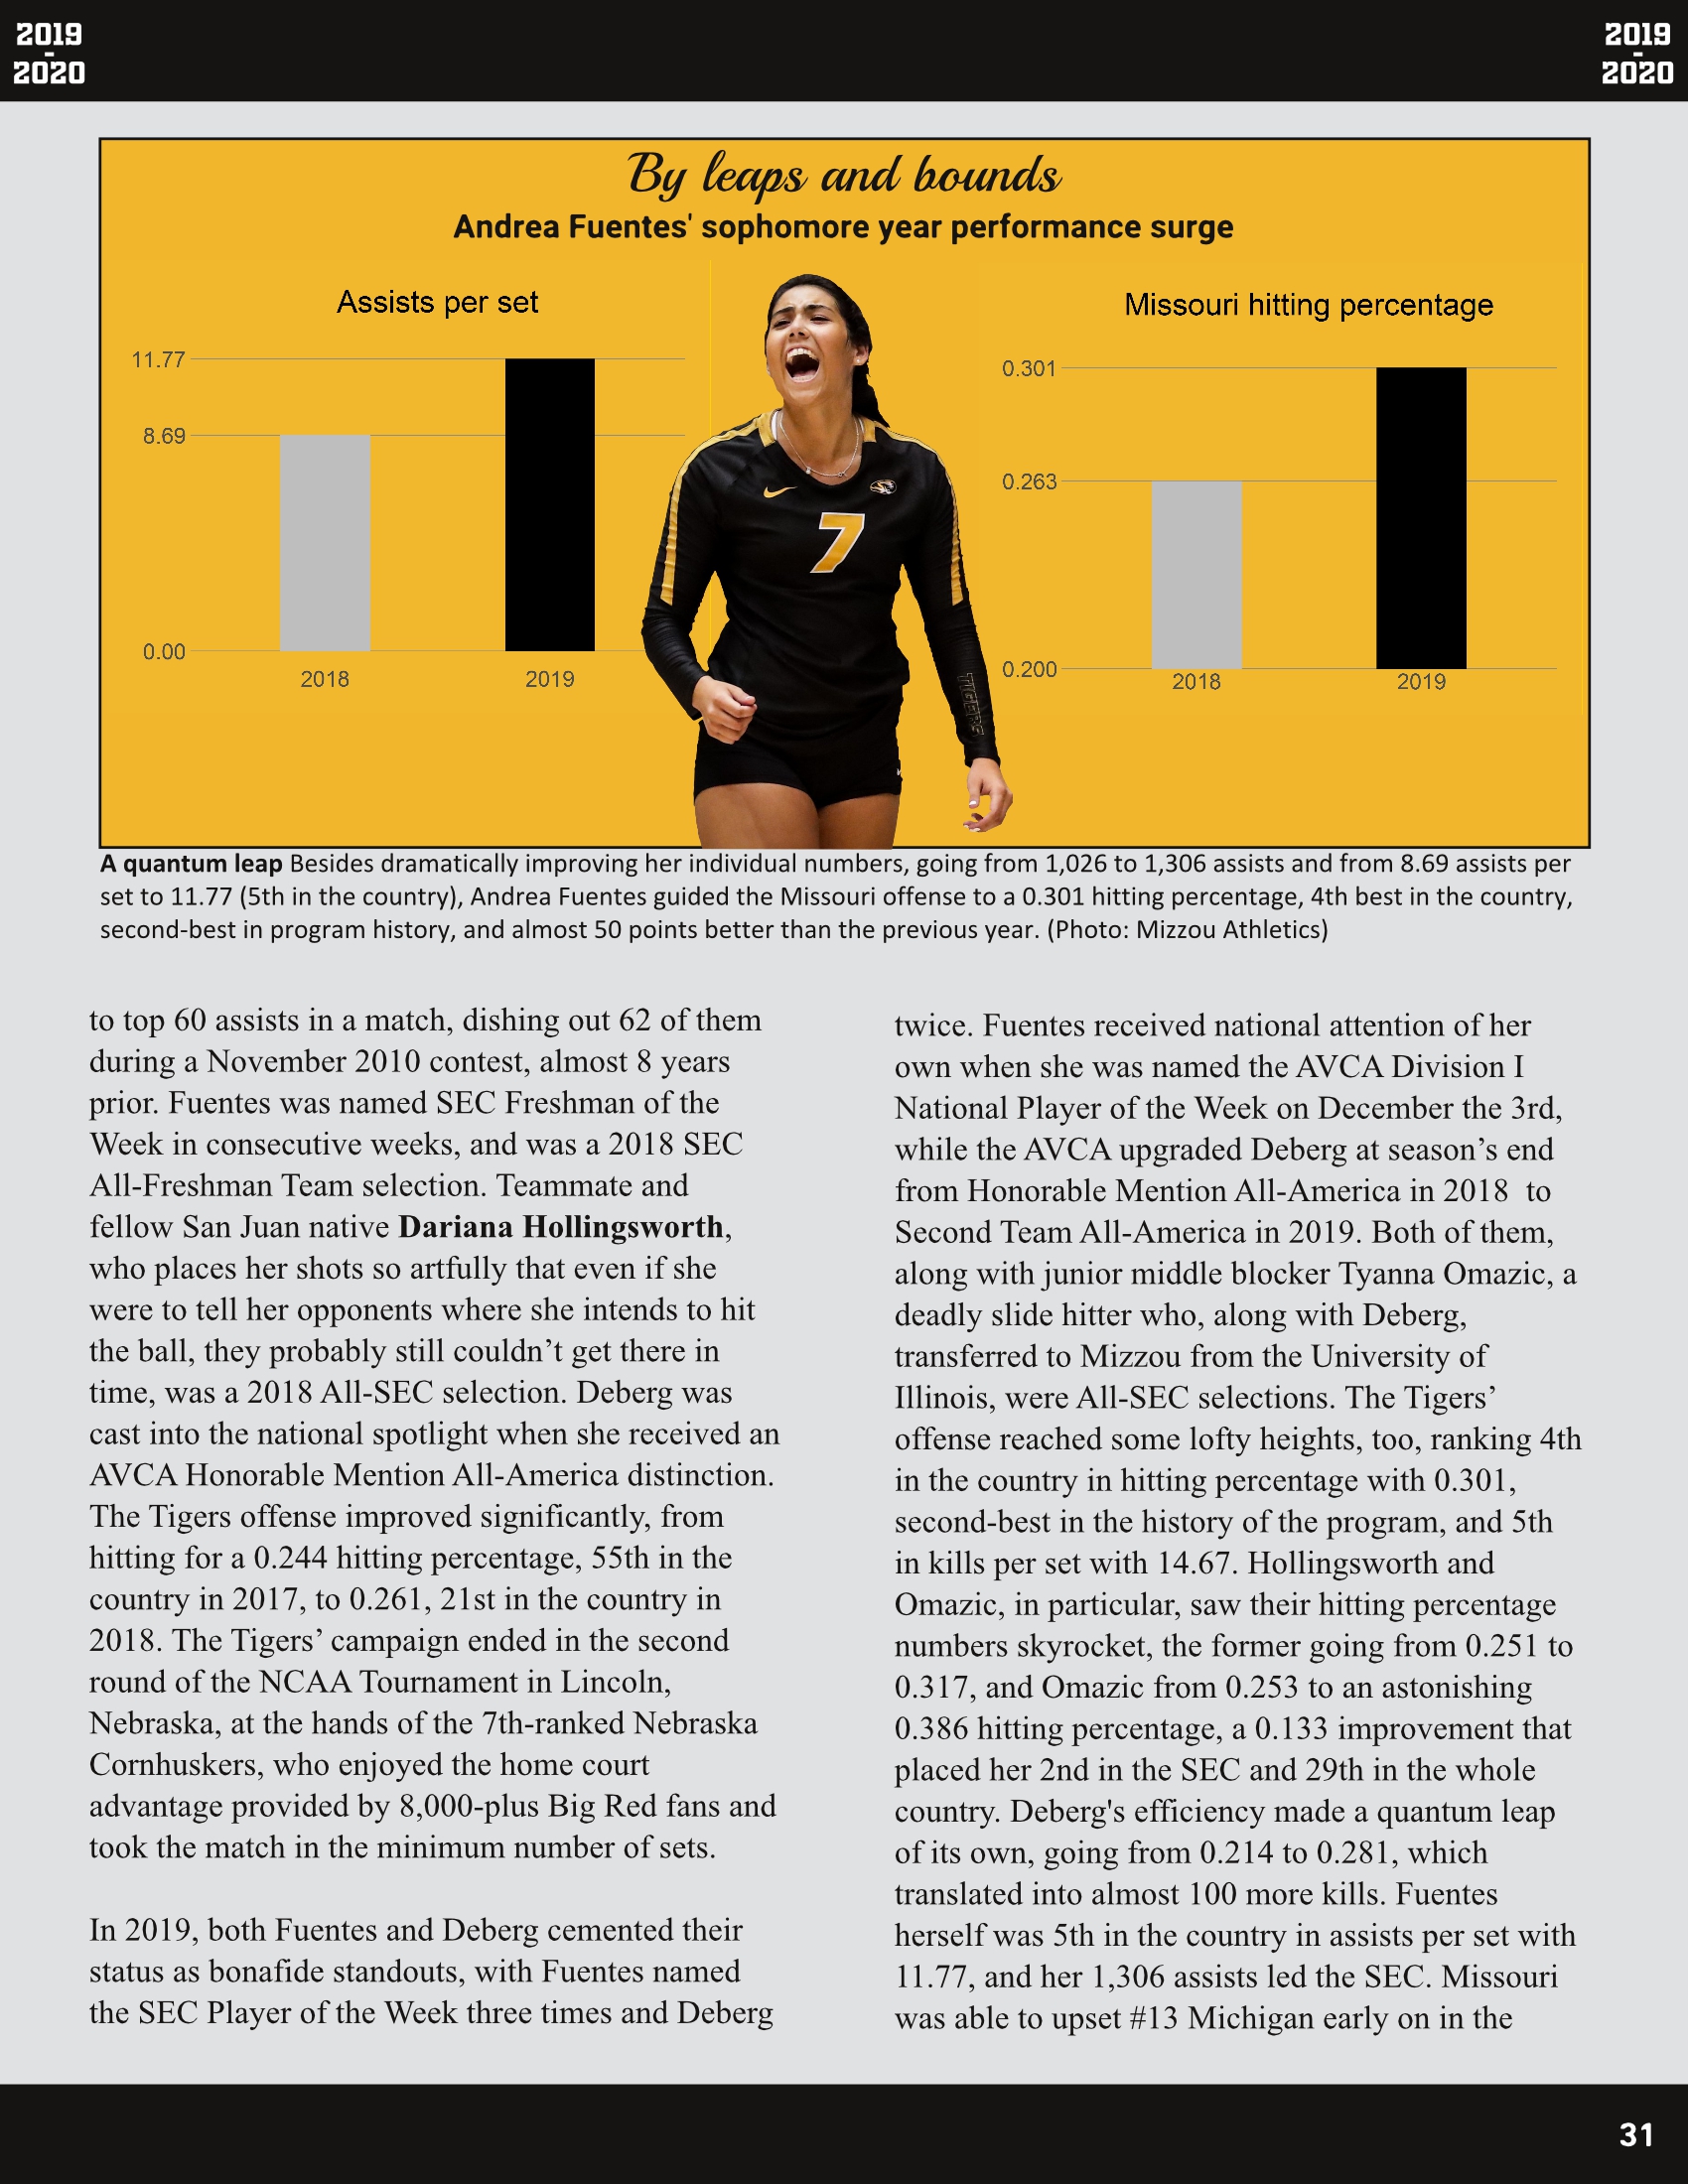 2019
-
2020
2019
-
2020
By leaps and bounds
Andrea Fuentes' sophomore year performance surge
Assists per set
11.77
8.69
0.00
2018
2019
7
TIGERS
Missouri hitting percentage
0.301
0.263
0.200
2018
2019
A quantum leap Besides dramatically improving her individual numbers, going from 1,026 to 1,306 assists and from 8.69 assists per
set to 11.77 (5th in the country), Andrea Fuentes guided the Missouri offense to a 0.301 hitting percentage, 4th best in the country,
second-best in program history, and almost 50 points better than the previous year. (Photo: Mizzou Athletics)
to top 60 assists in a match, dishing out 62 of them
during a November 2010 contest, almost 8 years
prior. Fuentes was named SEC Freshman of the
Week in consecutive weeks, and was a 2018 SEC
All-Freshman Team selection. Teammate and
fellow San Juan native Dariana Hollingsworth,
who places her shots so artfully that even if she
were to tell her opponents where she intends to hit
the ball, they probably still couldn’t get there in
time, was a 2018 All-SEC selection. Deberg was
cast into the national spotlight when she received an
AVCA Honorable Mention All-America distinction.
The Tigers offense improved significantly, from
hitting for a 0.244 hitting percentage, 55th in the
country in 2017, to 0.261, 21st in the country in
2018. The Tigers’ campaign ended in the second
round of the NCAA Tournament in Lincoln,
Nebraska, at the hands of the 7th-ranked Nebraska
Cornhuskers, who enjoyed the home court
advantage provided by 8,000-plus Big Red fans and
took the match in the minimum number of sets.
In 2019, both Fuentes and Deberg cemented their
status as bonafide standouts, with Fuentes named
the SEC Player of the Week three times and Deberg
twice. Fuentes received national attention of her
own when she was named the AVCA Division I
National Player of the Week on December the 3rd,
while the AVCA upgraded Deberg at season’s end
from Honorable Mention All-America in 2018  to
Second Team All-America in 2019. Both of them,
along with junior middle blocker Tyanna Omazic, a
deadly slide hitter who, along with Deberg,
transferred to Mizzou from the University of
Illinois, were All-SEC selections. The Tigers’
offense reached some lofty heights, too, ranking 4th
in the country in hitting percentage with 0.301,
second-best in the history of the program, and 5th
in kills per set with 14.67. Hollingsworth and
Omazic, in particular, saw their hitting percentage
numbers skyrocket, the former going from 0.251 to
0.317, and Omazic from 0.253 to an astonishing
0.386 hitting percentage, a 0.133 improvement that
placed her 2nd in the SEC and 29th in the whole
country. Deberg's efficiency made a quantum leap
of its own, going from 0.214 to 0.281, which
translated into almost 100 more kills. Fuentes
herself was 5th in the country in assists per set with
11.77, and her 1,306 assists led the SEC. Missouri
was able to upset #13 Michigan early on in the
31